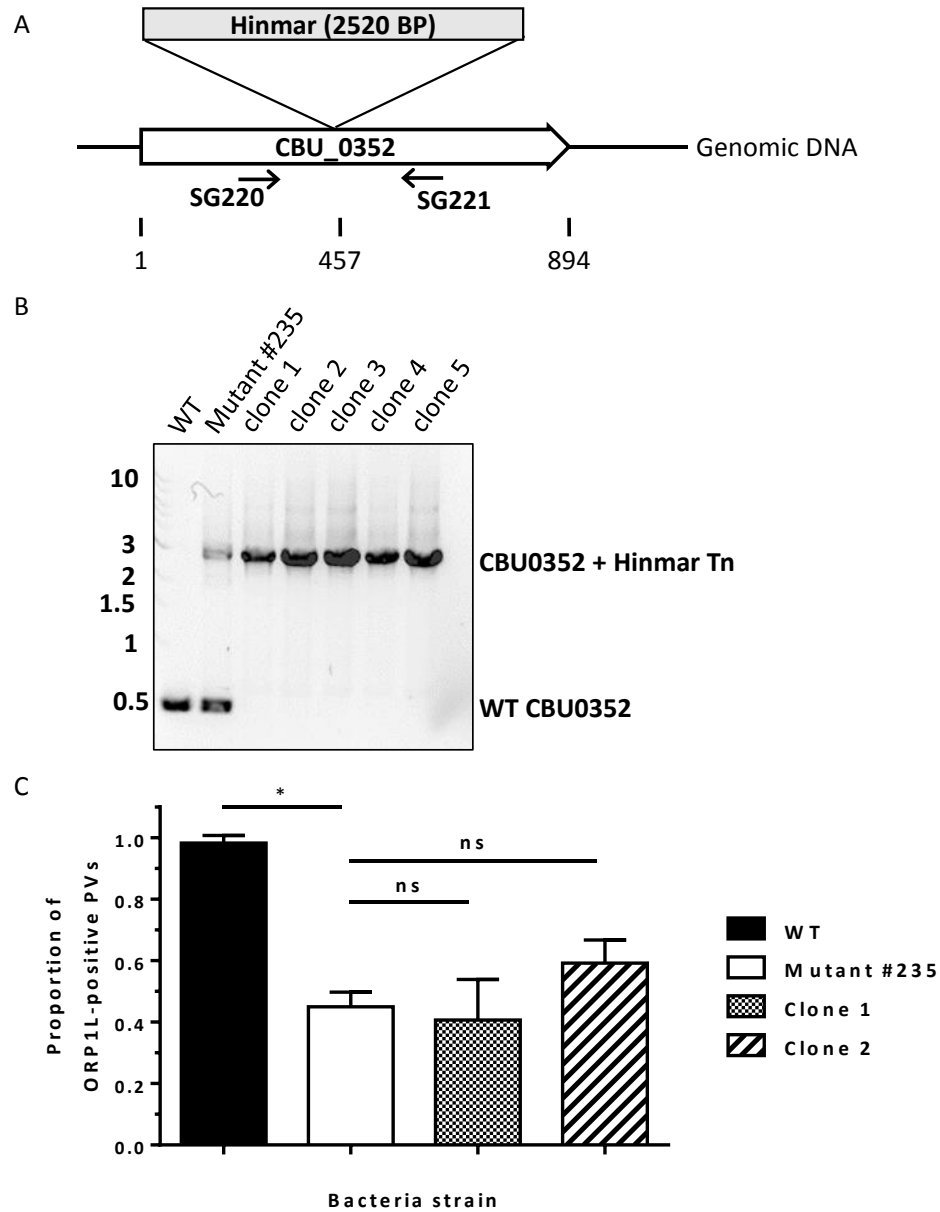 A
Hinmar (2520 BP)
CBU_0352
Genomic DNA
SG220
SG221
1
457
894
B
WT
Mutant #235
clone 1
clone 2
clone 3
clone 4
clone 5
10
3
2
1.5
1
0.5
CBU0352 + Hinmar Tn
WT CBU0352
C
*
ns
ns
1.0
0.8
0.6
0.4
0.2
0.0
Proportion of
ORP1L-positive PVs
Bacteria strain
WT
Mutant #235
Clone 1
Clone 2